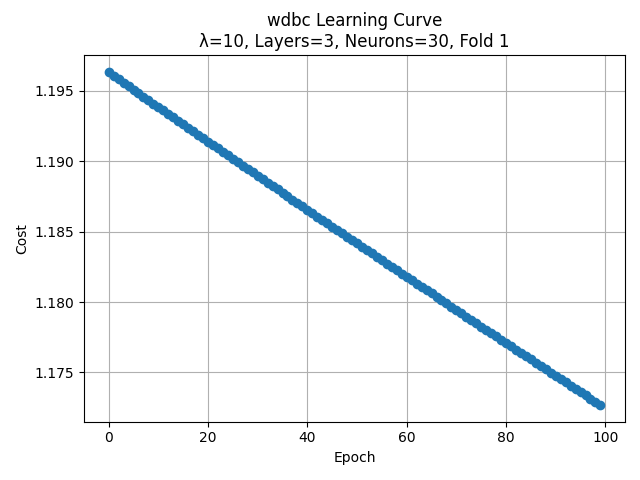 wdbc Learning Curve
λ=10, Layers=3, Neurons=30, Fold 1
1.195
1.190
1.185
1.180
1.175
Cost
0 20 40 60 80 100
Epoch